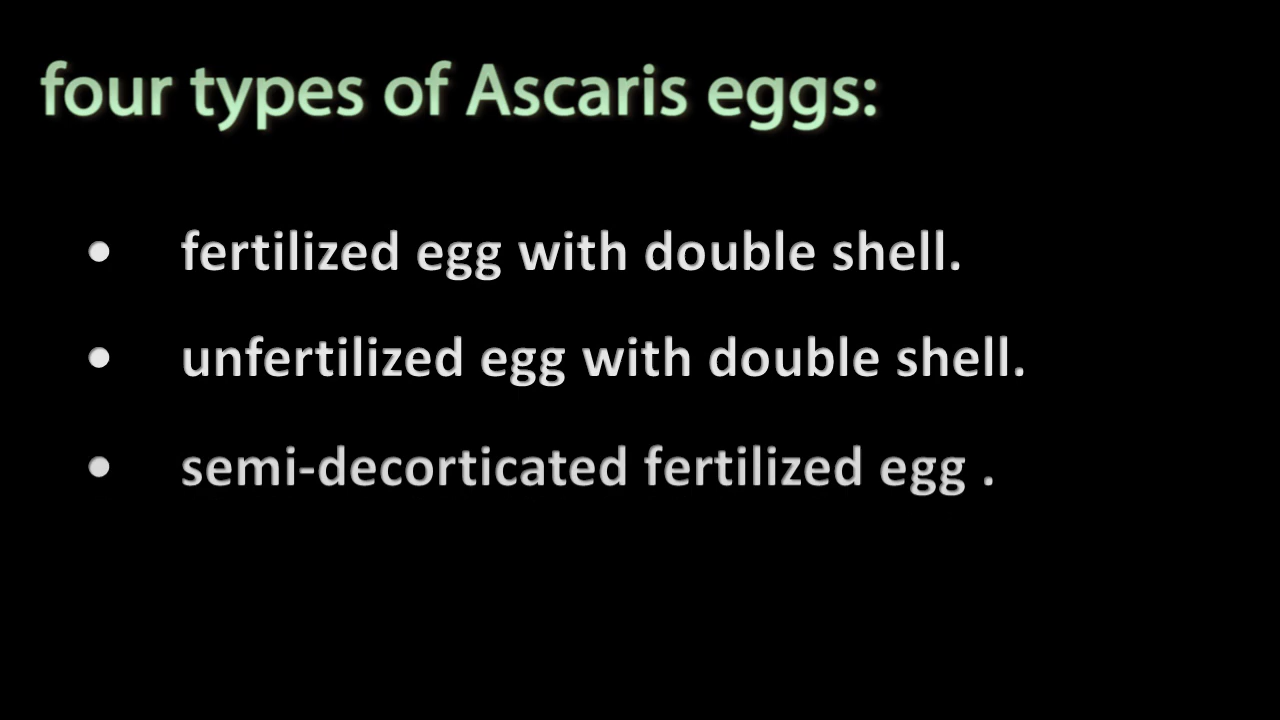 four types of Ascaris eggs:
• fertilized egg with double shell.
• unfertilized egg with double shell.
• semi-decorticated fertilized egg .